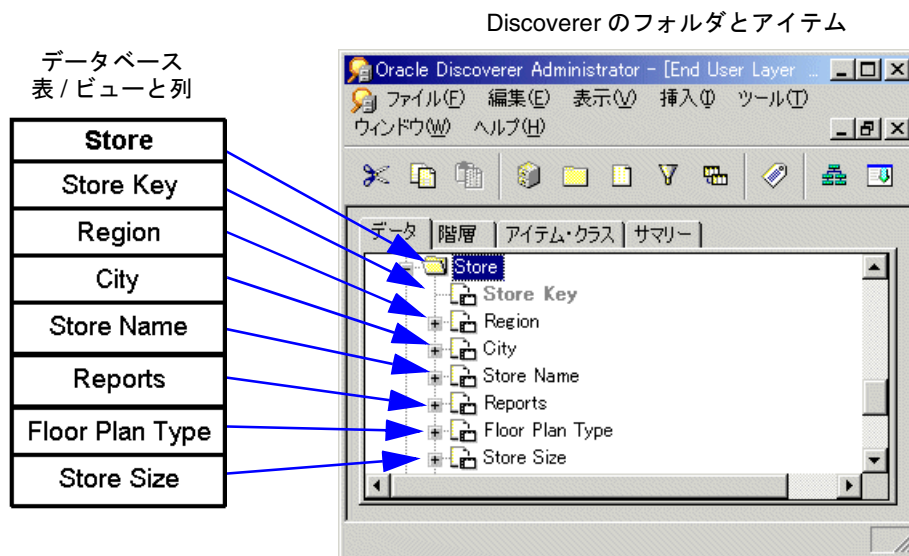 Discoverer のフォルダとアイテム
データベース
表 / ビューと列
Store
Store Key
Region
City
Store Name
Reports
Floor Plan Type
Store Size
Oracle Discoverer Administrator - [End User Layer ...
ファイル(F) 編集(E) 表示(V) 挿入(I) ツール(T)
ウィンドウ(W) ヘルプ(H)
データ 階層 アイテム・クラス サマリー
Store
Store Key
Region
City
Store Name
Reports
Floor Plan Type
Store Size